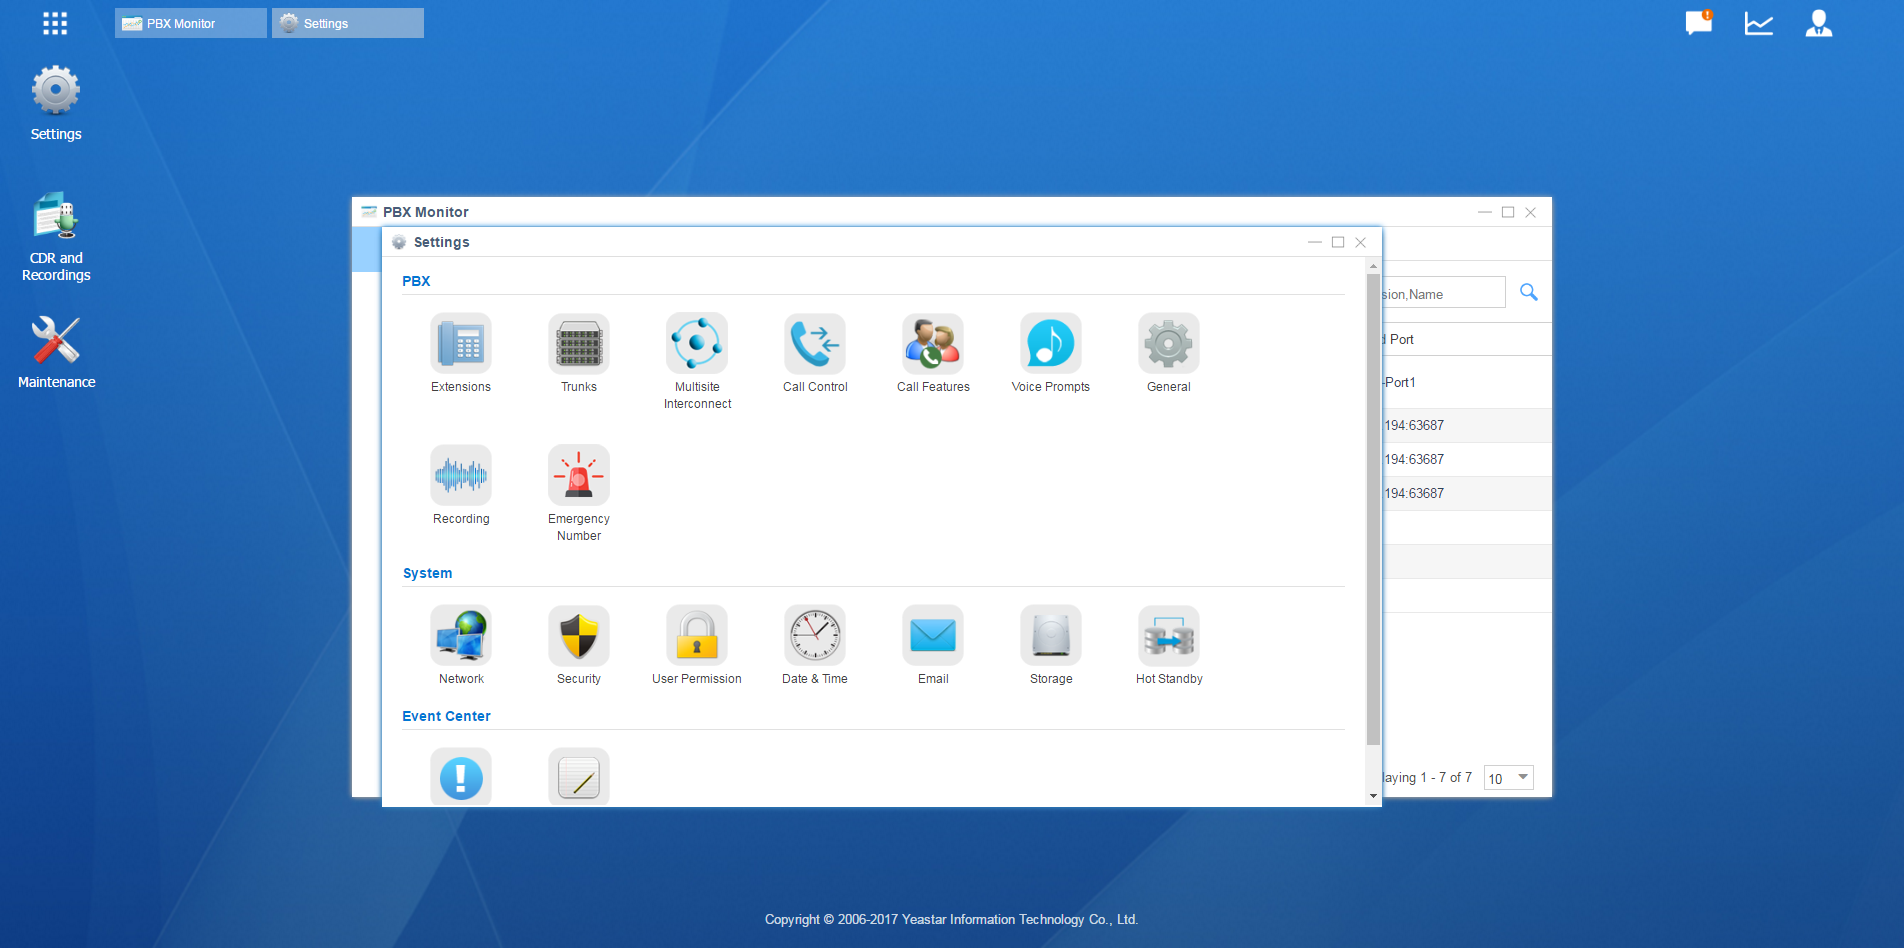 PBX Monitor
Settings
Settings
CDR and
Recordings
Maintenance
PBX Monitor
Settings
PBX
Extensions
Trunks
Multisite
Interconnect
Call Control
Call Features
Voice Prompts
General
Recording
Emergency
Number
System
Network
Security
User Permission
Date & Time
Email
Storage
Hot Standby
Event Center
sion,Name
d Port
-Port1
194:63687
194:63687
194:63687
laying 1 - 7 of 7
10
Copyright © 2006-2017 Yeastar Information Technology Co., Ltd.